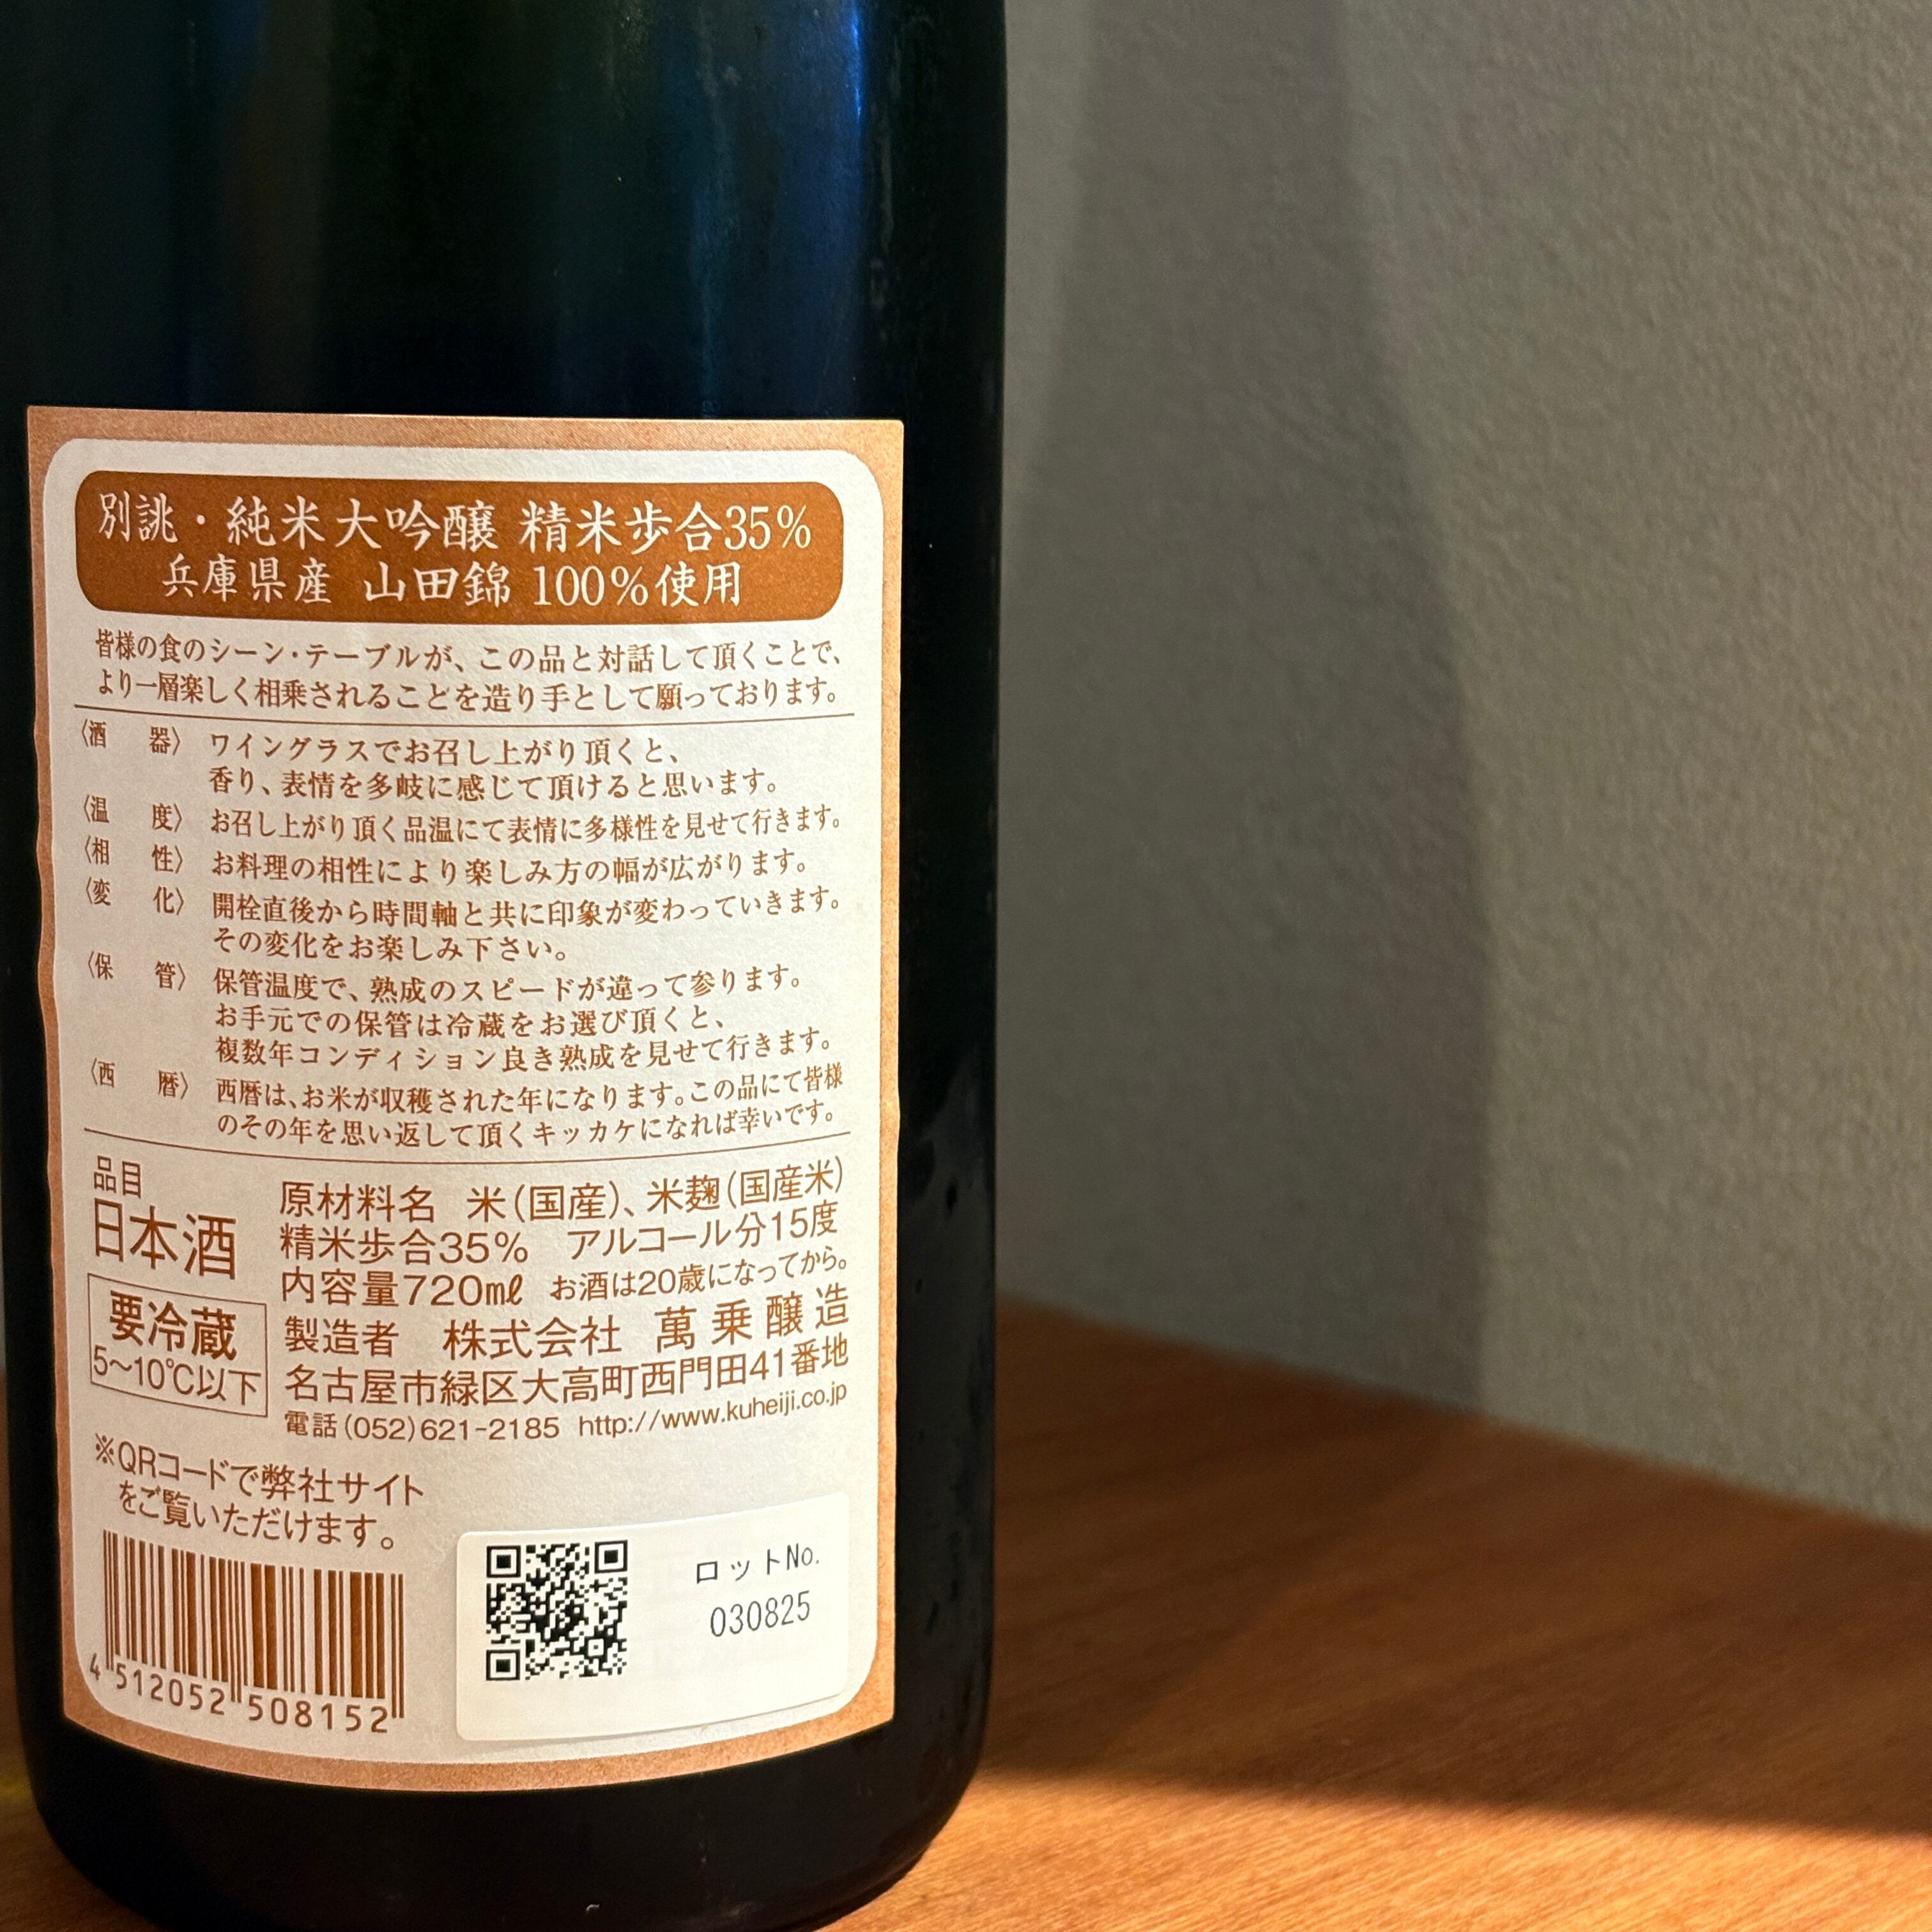 別誂・純米大吟醸 精米歩合35%
兵庫県産 山田錦 100%使用
皆様の食のシーン・テーブルが、この品と対話して頂くことで、
より一層楽しく相乗されることを造り手として願っております。
〈酒 器〉 ワイングラスでお召し上がり頂くと、
香り、表情を多岐に感じて頂けると思います。
〈温 度〉 お召し上がり頂く品温にて表情に多様性を見せて行きます。
〈相 性〉 お料理の相性により楽しみ方の幅が広がります。
〈変 化〉 開栓直後から時間軸と共に印象が変わっていきます。
その変化をお楽しみ下さい。
〈保 管〉 保管温度で、熟成のスピードが違って参ります。
お手元での保管は冷蔵をお選び頂くと、
複数年コンディション良き熟成を見せて行きます。
〈西 暦〉 西暦は、お米が収穫された年になります。この品にて皆様
のその年を思い返して頂くキッカケになれば幸いです。
品目
日本酒
要冷蔵
5〜10℃以下
原材料名 米(国産)、米麹(国産米)
精米歩合35% アルコール分15度
内容量720mℓ お酒は20歳になってから。
製造者 株式会社 萬乗醸造
名古屋市緑区大高町西門田41番地
電話(052)621-2185 http://www.kuheiji.co.jp
※QRコードで弊社サイト
をご覧いただけます。
4 512052 508152
ロットNo.
030825